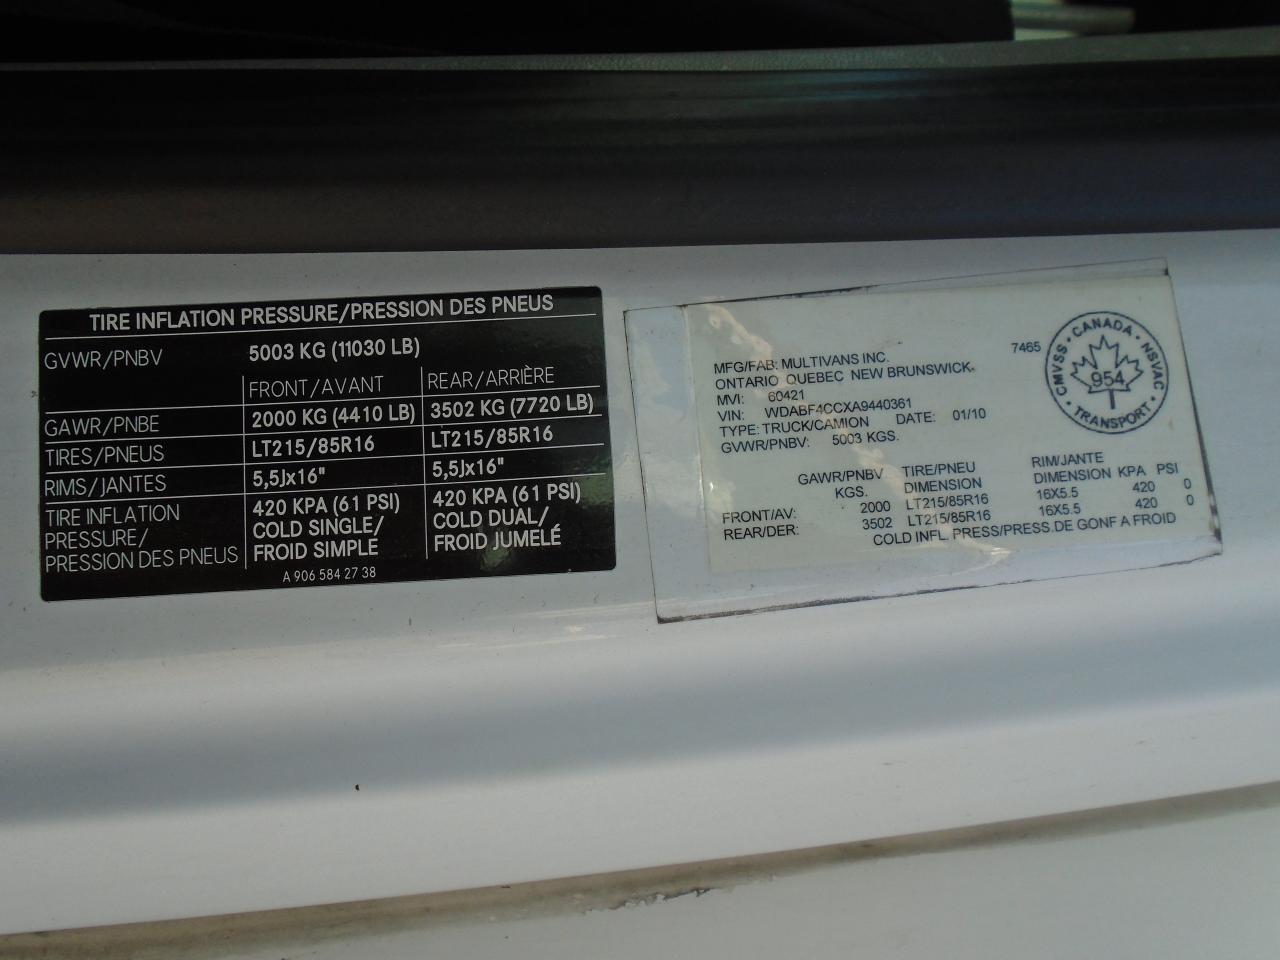 TIRE INFLATION PRESSURE/PRESSION DES PNEUS
GVWR/PNBV 5003 KG (11030 LB)
FRONT/AVANT REAR/ARRIÈRE
GAWR/PNBE 2000 KG (4410 LB) 3502 KG (7720 LB)
TIRES/PNEUS LT215/85R16 LT215/85R16
RIMS/JANTES 5,5Jx16" 5,5Jx16"
TIRE INFLATION 420 KPA (61 PSI) 420 KPA (61 PSI)
PRESSURE/ COLD SINGLE/ COLD DUAL/
PRESSION DES PNEUS FROID SIMPLE FROID JUMELÉ
A 906 584 27 38
7465
MFG/FAB: MULTIVANS INC.
ONTARIO QUEBEC NEW BRUNSWICK.
MVI: 60421
VIN: WDABF4CCXA9440361
TYPE: TRUCK/CAMION DATE: 01/10
GVWR/PNBV: 5003 KGS.
CANADA
CMVSS 954 NSVAC
TRANSPORT
GAWR/PNBV TIRE/PNEU RIM/JANTE
KGS. DIMENSION DIMENSION KPA PSI
FRONT/AV: 2000 LT215/85R16 16X5.5 420 0
REAR/DER: 3502 LT215/85R16 16X5.5 420 0
COLD INFL. PRESS/PRESS.DE GONF A FROID